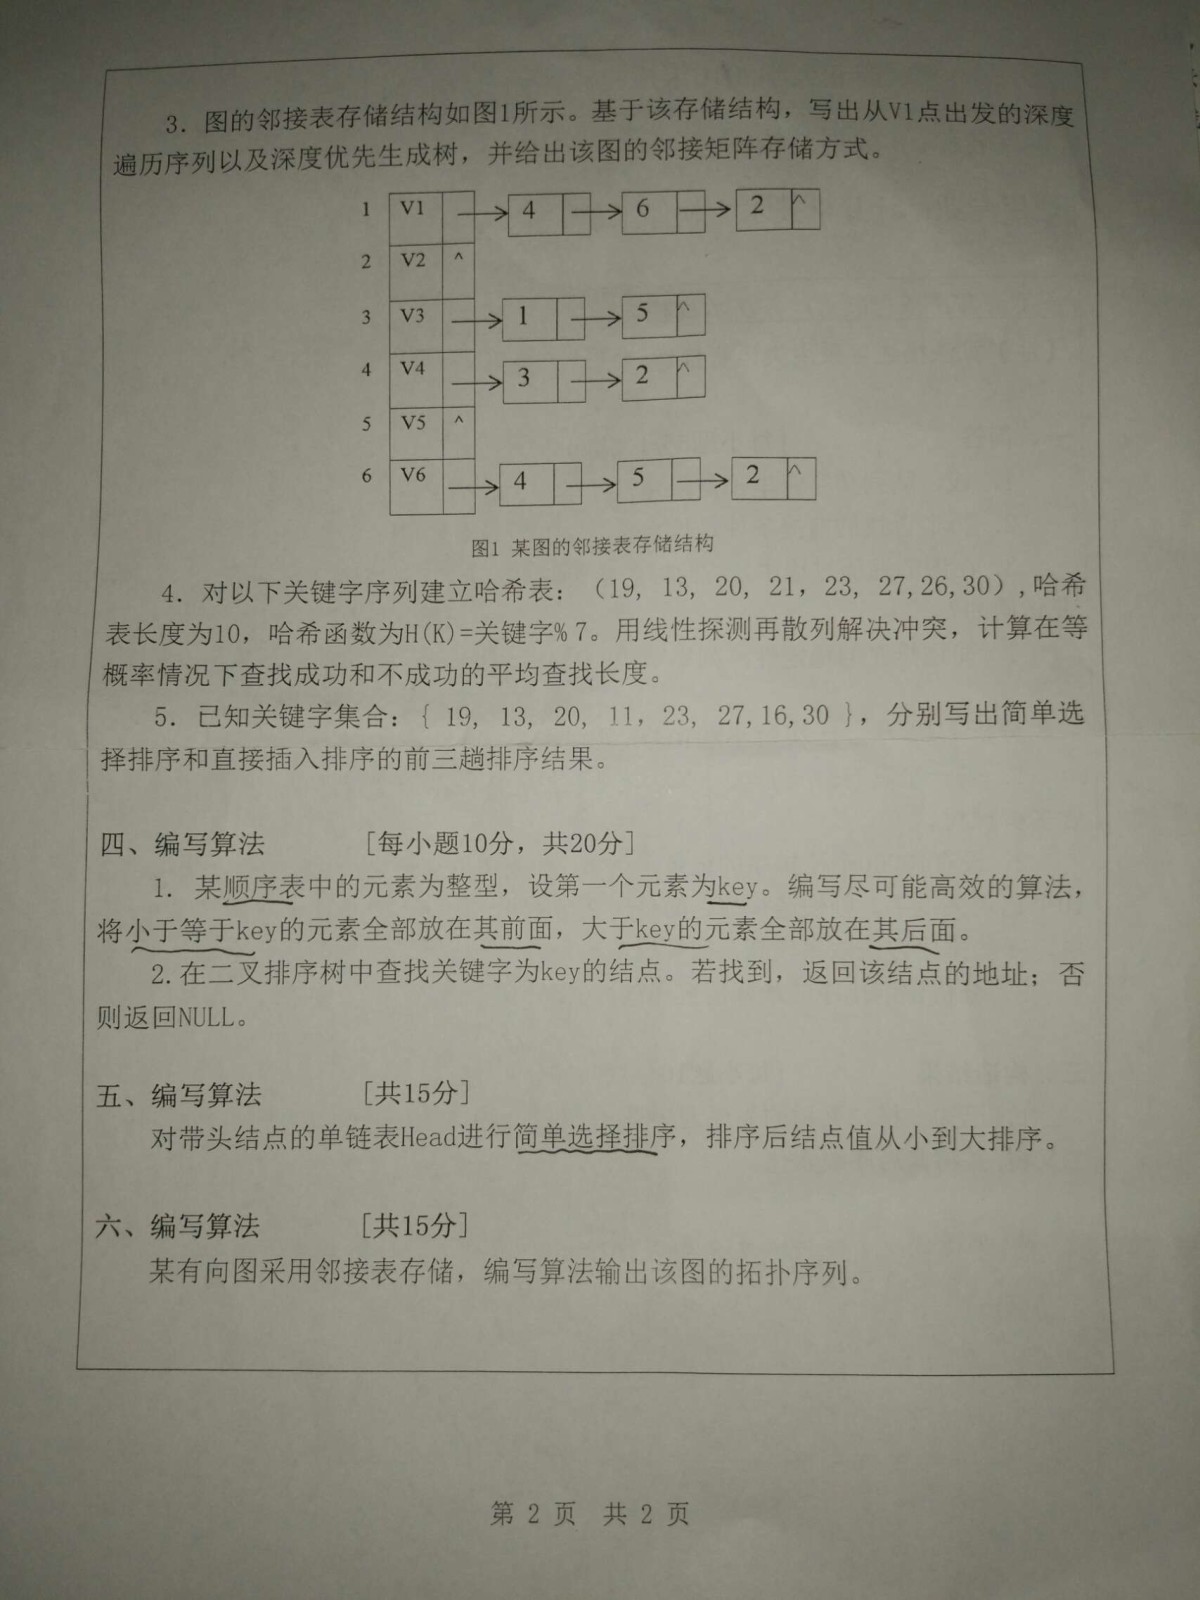 3. 图的邻接表存储结构如图1所示。基于该存储结构，写出从V1点出发的深度
遍历序列以及深度优先生成树，并给出该图的邻接矩阵存储方式。
1 V1 4 6 2 ^
2 V2 ^
3 V3 1 5 ^
4 V4 3 2 ^
5 V5 ^
6 V6 4 5 2 ^
图1 某图的邻接表存储结构
4. 对以下关键字序列建立哈希表：（19, 13, 20, 21, 23, 27,26,30）,哈希
表长度为10，哈希函数为H(K)=关键字% 7。用线性探测再散列解决冲突，计算在等
概率情况下查找成功和不成功的平均查找长度。
5. 已知关键字集合：{ 19, 13, 20, 11, 23, 27,16,30 }，分别写出简单选
择排序和直接插入排序的前三趟排序结果。
四、编写算法 [每小题10分，共20分]
1. 某顺序表中的元素为整型，设第一个元素为key。编写尽可能高效的算法，
将小于等于key的元素全部放在其前面，大于key的元素全部放在其后面。
2.在二叉排序树中查找关键字为key的结点。若找到，返回该结点的地址；否
则返回NULL。
五、编写算法 [共15分]
对带头结点的单链表Head进行简单选择排序，排序后结点值从小到大排序。
六、编写算法 [共15分]
某有向图采用邻接表存储，编写算法输出该图的拓扑序列。
第 2 页 共 2 页